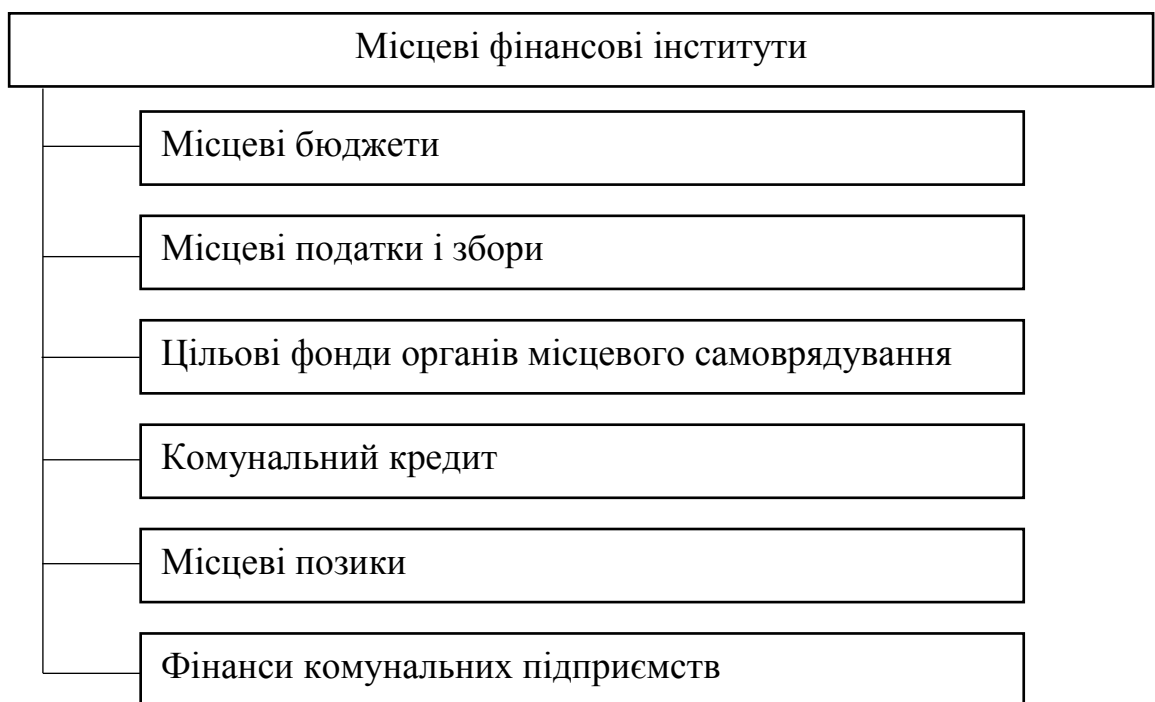 Місцеві фінансові інститути
Місцеві бюджети
Місцеві податки і збори
Цільові фонди органів місцевого самоврядування
Комунальний кредит
Місцеві позики
Фінанси комунальних підприємств